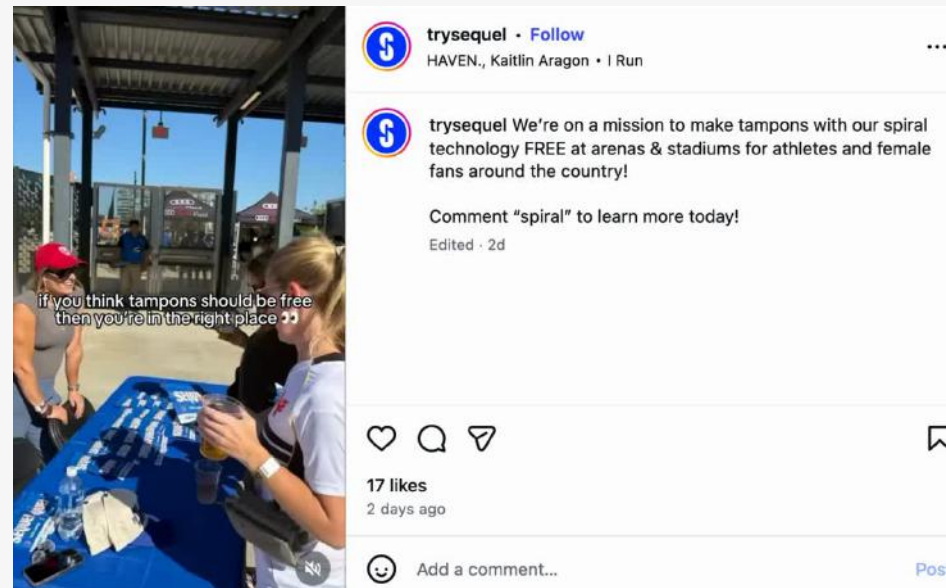 if you think tampons should be free
then you're in the right place 👀
trysequel • Follow
HAVEN., Kaitlin Aragon • I Run
trysequel We're on a mission to make tampons with our spiral
technology FREE at arenas & stadiums for athletes and female
fans around the country!
Comment “spiral” to learn more today!
Edited · 2d
17 likes
2 days ago
Add a comment...
Pos